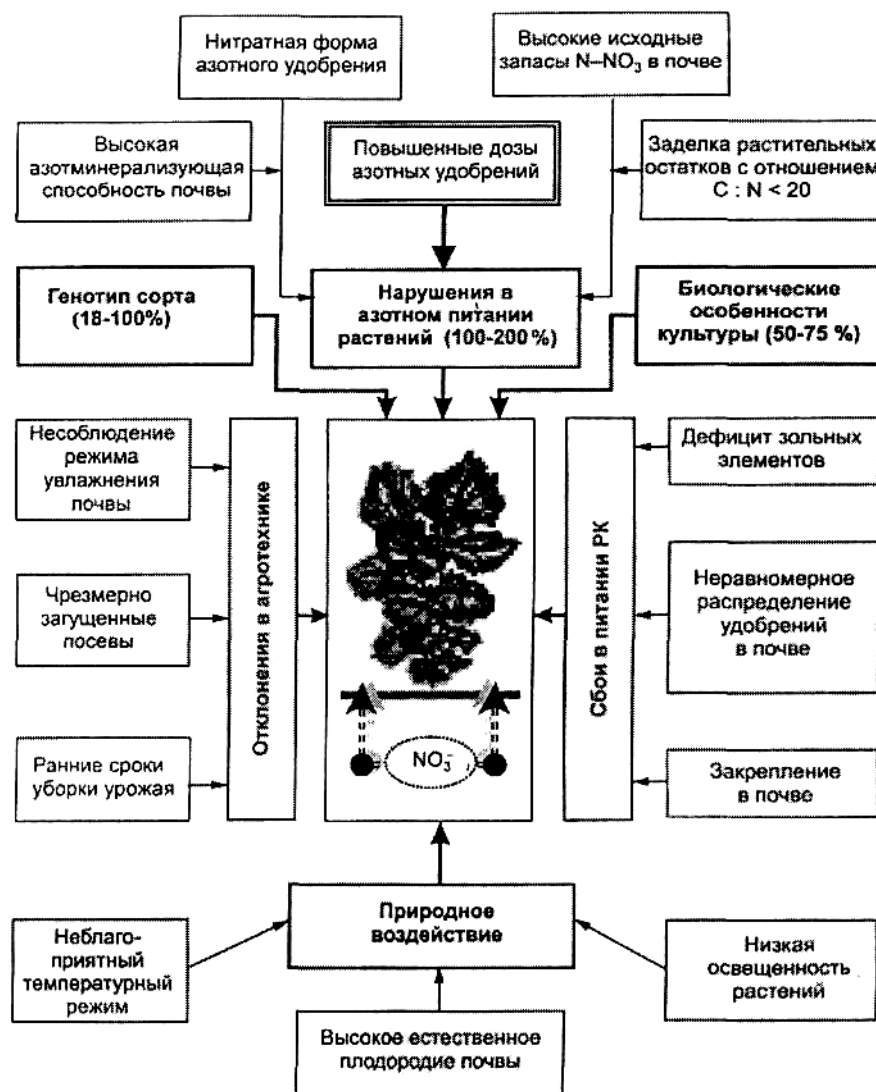 Нитратная форма
азотного удобрения
Высокие исходные
запасы N–NO₃ в почве
Высокая
азотминерализующая
способность почвы
Повышенные дозы
азотных удобрений
Заделка растительных
остатков с отношением
C : N < 20
Генотип сорта
(18-100%)
Нарушения в
азотном питании
растений (100-200%)
Биологические
особенности
культуры (50-75 %)
Несоблюдение
режима
увлажнения
почвы
Чрезмерно
загущенные
посевы
Ранние сроки
уборки урожая
Отклонения в агротехнике
NO₃⁻
Сбои в питании РК
Дефицит зольных
элементов
Неравномерное
распределение
удобрений
в почве
Закрепление
в почве
Природное
воздействие
Неблаго-
приятный
температурный
режим
Низкая
освещенность
растений
Высокое естественное
плодородие почвы